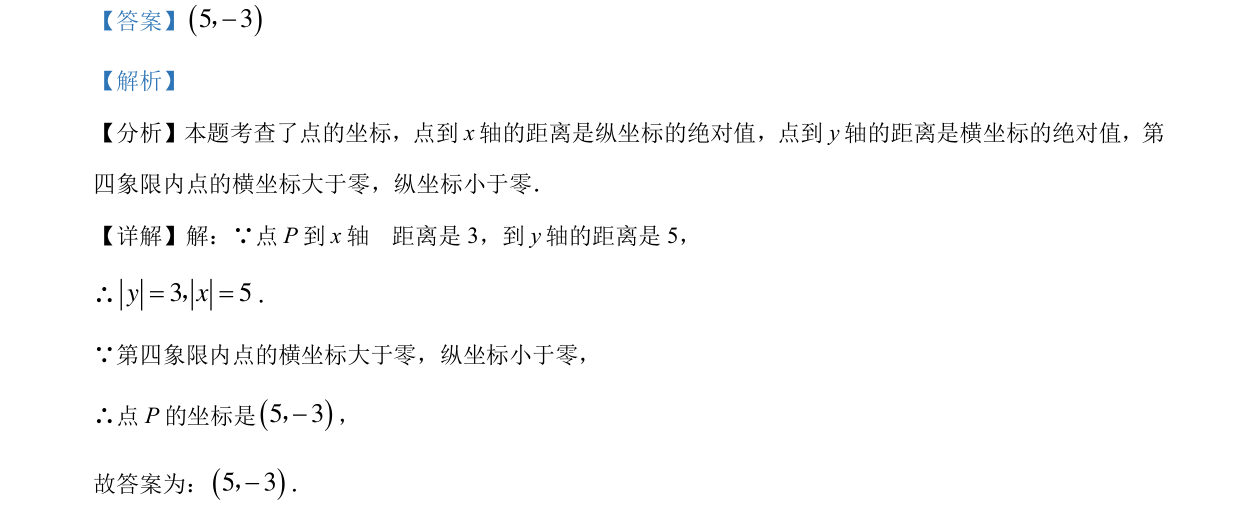 【答案】(5,−3)
【解析】
【分析】本题考查了点的坐标，点到 x 轴的距离是纵坐标的绝对值，点到 y 轴的距离是横坐标的绝对值，第
四象限内点的横坐标大于零，纵坐标小于零．
【详解】解：∵点 P 到 x 轴　距离是 3，到 y 轴的距离是 5，
∴|y|=3,|x|=5．
∵第四象限内点的横坐标大于零，纵坐标小于零，
∴点 P 的坐标是(5,−3)，
故答案为：(5,−3)．